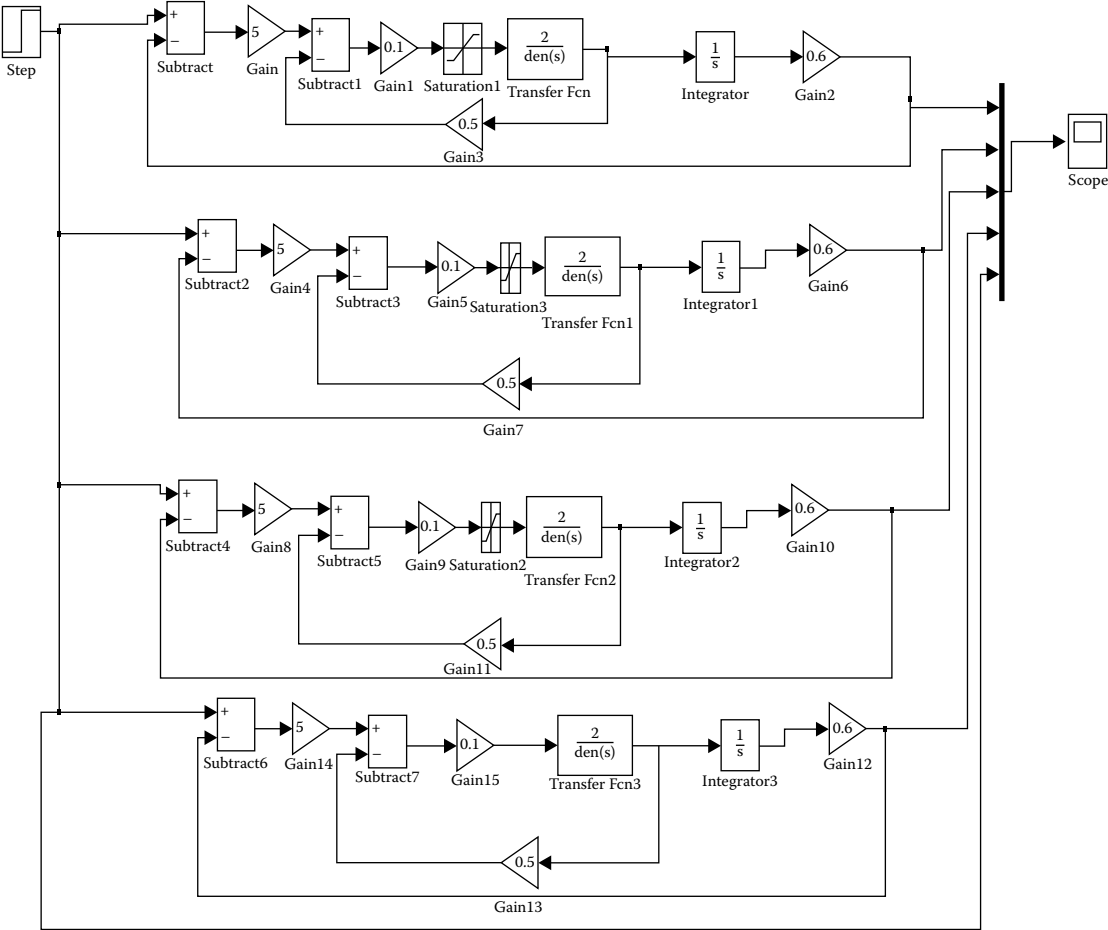 Step
+
−
Subtract
5
Gain
+
−
Subtract1
0.1
Gain1
Saturation1
2
den(s)
Transfer Fcn
1
s
Integrator
0.6
Gain2
0.5
Gain3
Scope
+
−
Subtract2
5
Gain4
+
−
Subtract3
0.1
Gain5
Saturation3
2
den(s)
Transfer Fcn1
1
s
Integrator1
0.6
Gain6
0.5
Gain7
+
−
Subtract4
5
Gain8
+
−
Subtract5
0.1
Gain9
Saturation2
2
den(s)
Transfer Fcn2
1
s
Integrator2
0.6
Gain10
0.5
Gain11
+
−
Subtract6
5
Gain14
+
−
Subtract7
0.1
Gain15
2
den(s)
Transfer Fcn3
1
s
Integrator3
0.6
Gain12
0.5
Gain13